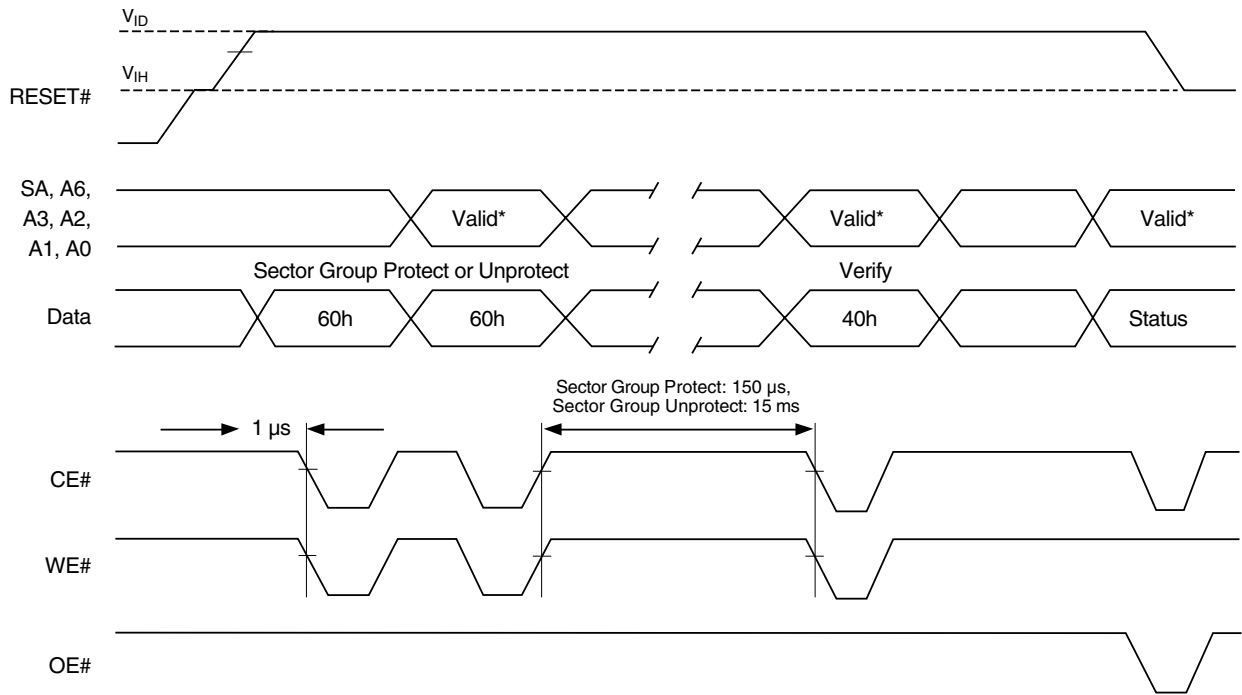 VID
VIH
RESET#
SA, A6,
A3, A2,
A1, A0
Valid*
Valid*
Valid*
Sector Group Protect or Unprotect
Verify
Data
60h
60h
40h
Status
Sector Group Protect: 150 µs,
Sector Group Unprotect: 15 ms
1 µs
CE#
WE#
OE#